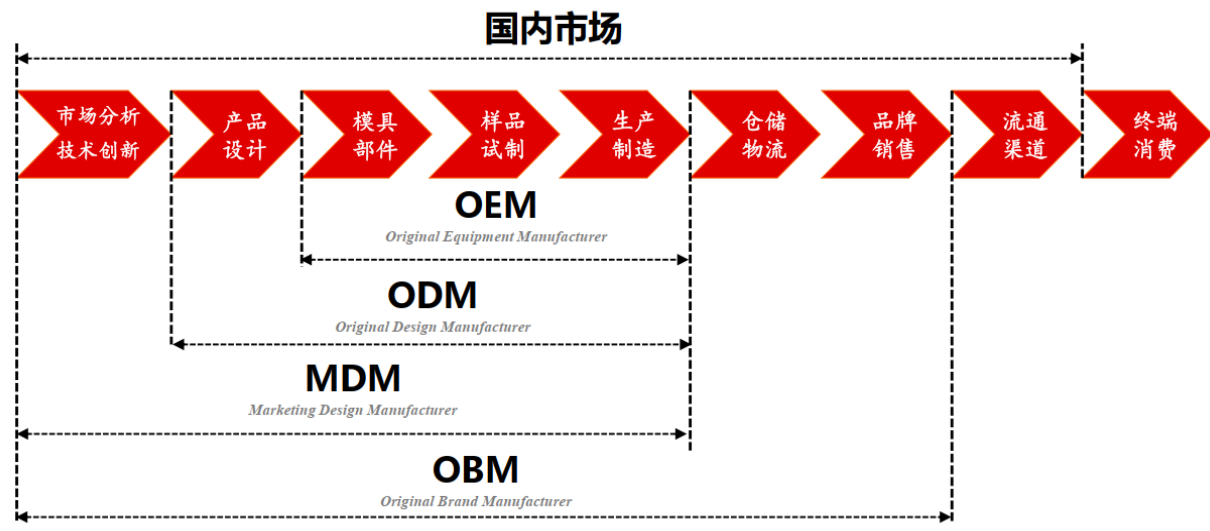 国内市场
市场分析
技术创新
产品
设计
模具
部件
样品
试制
生产
制造
仓储
物流
品牌
销售
流通
渠道
终端
消费
OEM
Original Equipment Manufacturer
ODM
Original Design Manufacturer
MDM
Marketing Design Manufacturer
OBM
Original Brand Manufacturer